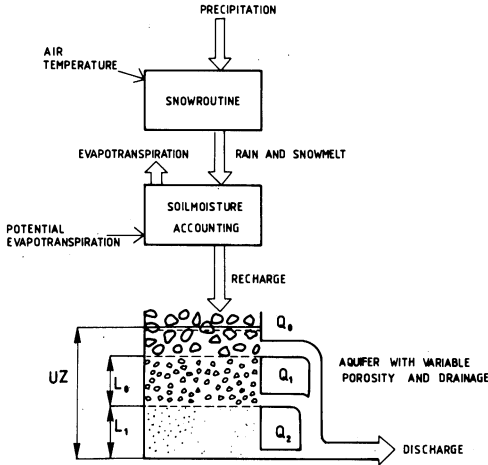 PRECIPITATION
AIR
TEMPERATURE
SNOWROUTINE
EVAPOTRANSPIRATION
RAIN AND SNOWMELT
SOILMOISTURE
ACCOUNTING
POTENTIAL
EVAPOTRANSPIRATION
RECHARGE
Q₀
UZ
L₀
Q₁
AQUIFER WITH VARIABLE
POROSITY AND DRAINAGE
L₁
Q₂
DISCHARGE